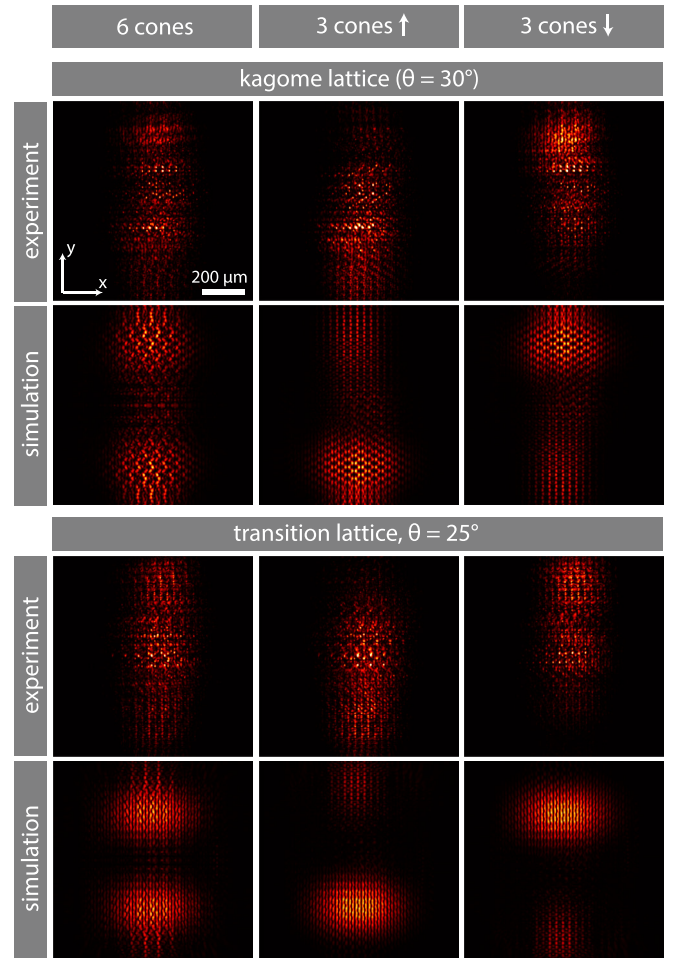 6 cones
3 cones ↑
3 cones ↓
kagome lattice (θ = 30°)
experiment
y
x
200 μm
simulation
transition lattice, θ = 25°
experiment
simulation